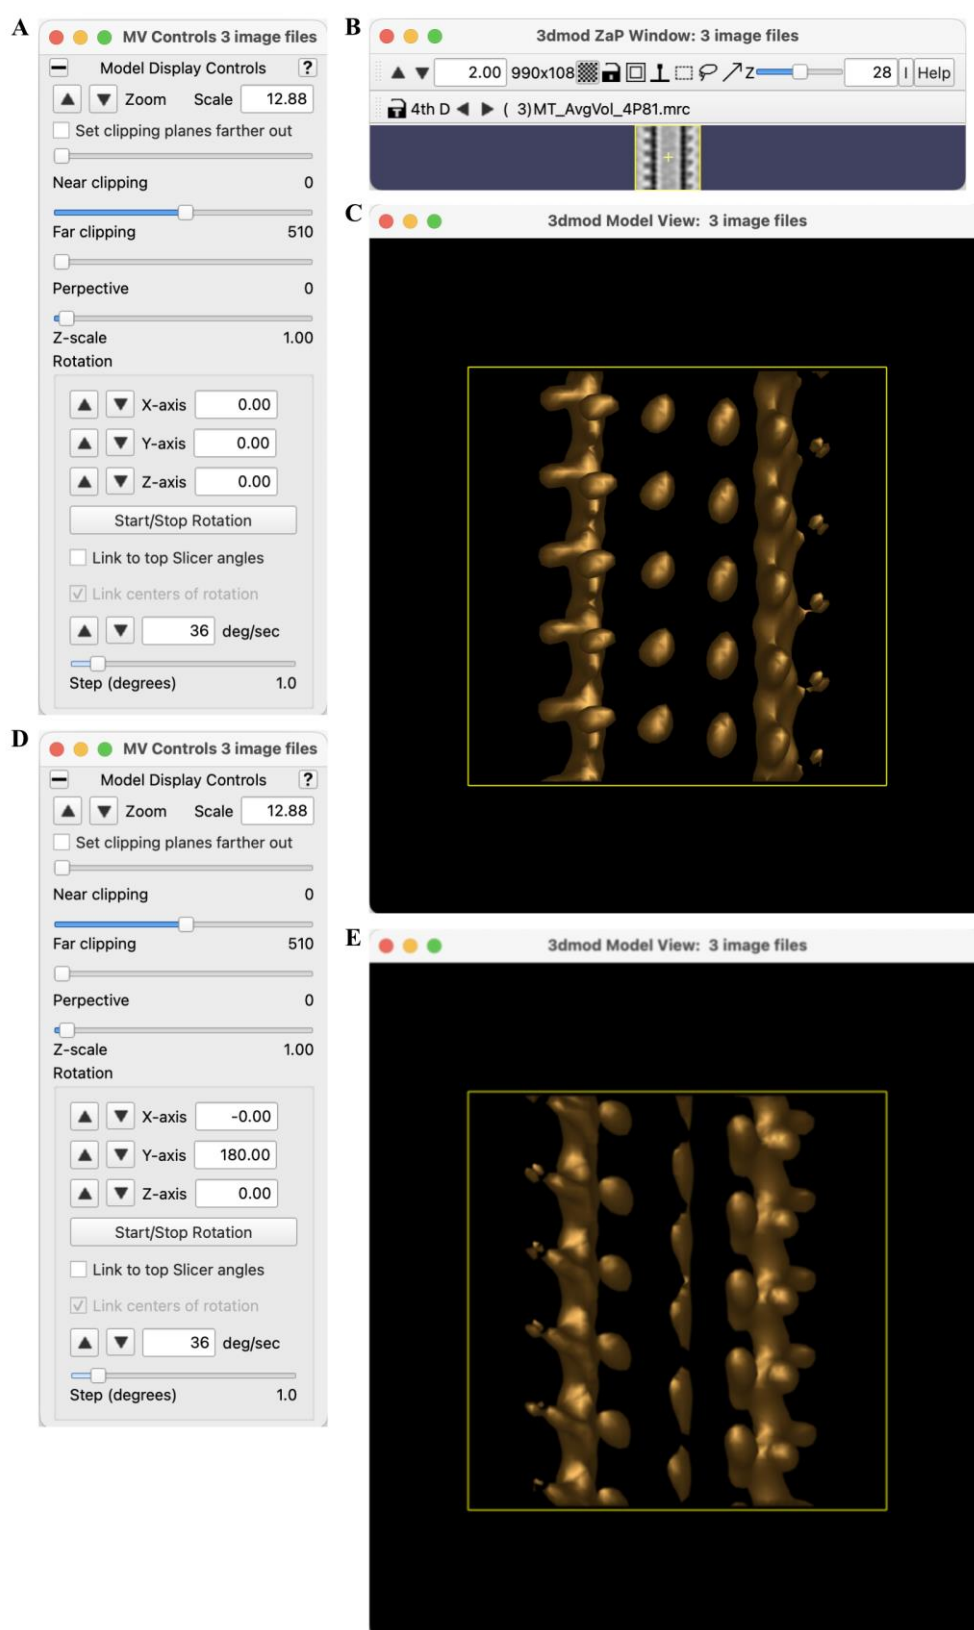 A
MV Controls 3 image files
Model Display Controls ?
Zoom Scale 12.88
Set clipping planes farther out
Near clipping 0
Far clipping 510
Perpective 0
Z-scale 1.00
Rotation
X-axis 0.00
Y-axis 0.00
Z-axis 0.00
Start/Stop Rotation
Link to top Slicer angles
Link centers of rotation
36 deg/sec
Step (degrees) 1.0
B
3dmod ZaP Window: 3 image files
2.00 990x108 Z 28 I Help
4th D ( 3) MT_AvgVol_4P81.mrc
C
3dmod Model View: 3 image files
D
MV Controls 3 image files
Model Display Controls ?
Zoom Scale 12.88
Set clipping planes farther out
Near clipping 0
Far clipping 510
Perpective 0
Z-scale 1.00
Rotation
X-axis -0.00
Y-axis 180.00
Z-axis 0.00
Start/Stop Rotation
Link to top Slicer angles
Link centers of rotation
36 deg/sec
Step (degrees) 1.0
E
3dmod Model View: 3 image files